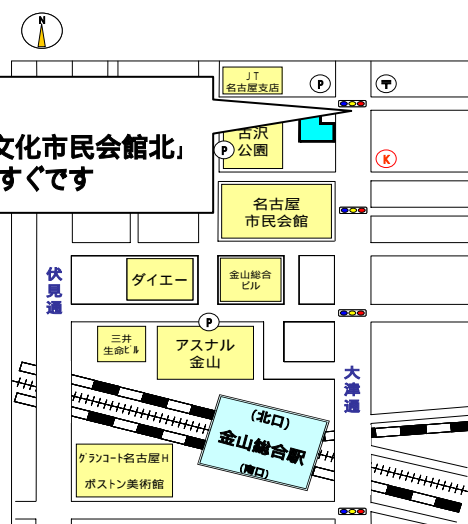 N
JT
名古屋支店
P
〒
文化市民会館北」
すぐです
古沢
公園
P
K
名古屋
市民会館
伏見通
ダイエー
金山総合
ビル
P
三井
生命ビル
アスナル
金山
大津通
(北口)
金山総合駅
(南口)
グランコート名古屋H
ボストン美術館